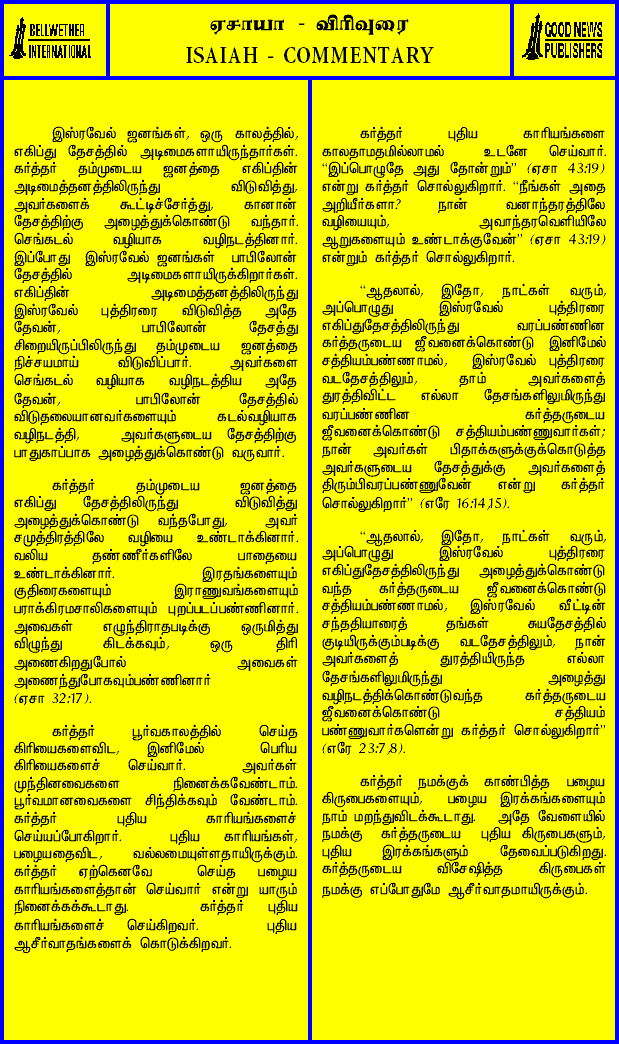 BELLWETHER
INTERNATIONAL
ஏசாயா - விரிவுரை
ISAIAH - COMMENTARY
GOOD NEWS
PUBLISHERS
இஸ்ரவேல் ஜனங்கள், ஒரு காலத்தில்,
எகிப்து தேசத்தில் அடிமைகளாயிருந்தார்கள்.
கர்த்தர் தம்முடைய ஜனத்தை எகிப்தின்
அடிமைத்தனத்திலிருந்து விடுவித்து,
அவர்களைக் கூட்டிச்சேர்த்து, கானான்
தேசத்திற்கு அழைத்துக்கொண்டு வந்தார்.
செங்கடல் வழியாக வழிநடத்தினார்.
இப்போது இஸ்ரவேல் ஜனங்கள் பாபிலோன்
தேசத்தில் அடிமைகளாயிருக்கிறார்கள்.
எகிப்தின் அடிமைத்தனத்திலிருந்து
இஸ்ரவேல் புத்திரரை விடுவித்த அதே
தேவன், பாபிலோன் தேசத்து
சிறையிருப்பிலிருந்து தம்முடைய ஜனத்தை
நிச்சயமாய் விடுவிப்பார். அவர்களை
செங்கடல் வழியாக வழிநடத்திய அதே
தேவன், பாபிலோன் தேசத்தில்
விடுதலையானவர்களையும் கடல்வழியாக
வழிநடத்தி, அவர்களுடைய தேசத்திற்கு
பாதுகாப்பாக அழைத்துக்கொண்டு வருவார்.
கர்த்தர் தம்முடைய ஜனத்தை
எகிப்து தேசத்திலிருந்து விடுவித்து
அழைத்துக்கொண்டு வந்தபோது, அவர்
சமுத்திரத்திலே வழியை உண்டாக்கினார்.
வலிய தண்ணீர்களிலே பாதையை
உண்டாக்கினார். இரதங்களையும்
குதிரைகளையும் இராணுவங்களையும்
பராக்கிரமசாலிகளையும் புறப்படப்பண்ணினார்.
அவைகள் எழுந்திராதபடிக்கு ஒருமித்து
விழுந்து கிடக்கவும், ஒரு திரி
அணைகிறதுபோல் அவைகள்
அணைந்துபோகவும்பண்ணினார்
(ஏசா 32:17).
கர்த்தர் பூர்வகாலத்தில் செய்த
கிரியைகளைவிட, இனிமேல் பெரிய
கிரியைகளைச் செய்வார். அவர்கள்
முந்தினவைகளை நினைக்கவேண்டாம்.
பூர்வமானவைகளை சிந்திக்கவும் வேண்டாம்.
கர்த்தர் புதிய காரியங்களைச்
செய்யப்போகிறார். புதிய காரியங்கள்,
பழையதைவிட, வல்லமையுள்ளதாயிருக்கும்.
கர்த்தர் ஏற்கெனவே செய்த பழைய
காரியங்களைத்தான் செய்வார் என்று யாரும்
நினைக்கக்கூடாது. கர்த்தர் புதிய
காரியங்களைச் செய்கிறவர். புதிய
ஆசீர்வாதங்களைக் கொடுக்கிறவர்.
கர்த்தர் புதிய காரியங்களை
காலதாமதமில்லாமல் உடனே செய்வார்.
“இப்பொழுதே அது தோன்றும்” (ஏசா 43:19)
என்று கர்த்தர் சொல்லுகிறார். “நீங்கள் அதை
அறியீர்களா? நான் வனாந்தரத்திலே
வழியையும், அவாந்தரவெளியிலே
ஆறுகளையும் உண்டாக்குவேன்” (ஏசா 43:19)
என்றும் கர்த்தர் சொல்லுகிறார்.
“ஆதலால், இதோ, நாட்கள் வரும்,
அப்பொழுது இஸ்ரவேல் புத்திரரை
எகிப்துதேசத்திலிருந்து வரப்பண்ணின
கர்த்தருடைய ஜீவனைக்கொண்டு இனிமேல்
சத்தியம்பண்ணாமல், இஸ்ரவேல் புத்திரரை
வடதேசத்திலும், தாம் அவர்களைத்
துரத்திவிட்ட எல்லா தேசங்களிலுமிருந்து
வரப்பண்ணின கர்த்தருடைய
ஜீவனைக்கொண்டு சத்தியம்பண்ணுவார்கள்;
நான் அவர்கள் பிதாக்களுக்குக்கொடுத்த
அவர்களுடைய தேசத்துக்கு அவர்களைத்
திரும்பிவரப்பண்ணுவேன் என்று கர்த்தர்
சொல்லுகிறார்” (எரே 16:14,15).
“ஆதலால், இதோ, நாட்கள் வரும்,
அப்பொழுது இஸ்ரவேல் புத்திரரை
எகிப்துதேசத்திலிருந்து அழைத்துக்கொண்டு
வந்த கர்த்தருடைய ஜீவனைக்கொண்டு
சத்தியம்பண்ணாமல், இஸ்ரவேல் வீட்டின்
சந்ததியாரைத் தங்கள் சுயதேசத்தில்
குடியிருக்கும்படிக்கு வடதேசத்திலும், நான்
அவர்களைத் துரத்தியிருந்த எல்லா
தேசங்களிலுமிருந்து அழைத்து
வழிநடத்திக்கொண்டுவந்த கர்த்தருடைய
ஜீவனைக்கொண்டு சத்தியம்
பண்ணுவார்களென்று கர்த்தர் சொல்லுகிறார்”
(எரே 23:7,8).
கர்த்தர் நமக்குக் காண்பித்த பழைய
கிருபைகளையும், பழைய இரக்கங்களையும்
நாம் மறந்துவிடக்கூடாது. அதே வேளையில்
நமக்கு கர்த்தருடைய புதிய கிருபைகளும்,
புதிய இரக்கங்களும் தேவைப்படுகிறது.
கர்த்தருடைய விசேஷித்த கிருபைகள்
நமக்கு எப்போதுமே ஆசீர்வாதமாயிருக்கும்.